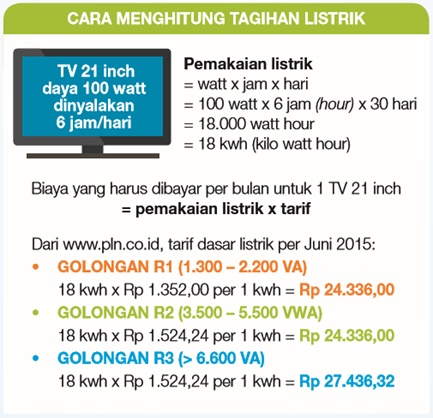 CARA MENGHITUNG TAGIHAN LISTRIK
TV 21 inch
daya 100 watt
dinyalakan
6 jam/hari
Pemakaian listrik
= watt x jam x hari
= 100 watt x 6 jam (hour) x 30 hari
= 18.000 watt hour
= 18 kwh (kilo watt hour)
Biaya yang harus dibayar per bulan untuk 1 TV 21 inch
= pemakaian listrik x tarif
Dari www.pln.co.id, tarif dasar listrik per Juni 2015:
• GOLONGAN R1 (1.300 – 2.200 VA)
18 kwh x Rp 1.352,00 per 1 kwh = Rp 24.336,00
• GOLONGAN R2 (3.500 – 5.500 VWA)
18 kwh x Rp 1.524,24 per 1 kwh = Rp 24.336,00
• GOLONGAN R3 (> 6.600 VA)
18 kwh x Rp 1.524,24 per 1 kwh = Rp 27.436,32